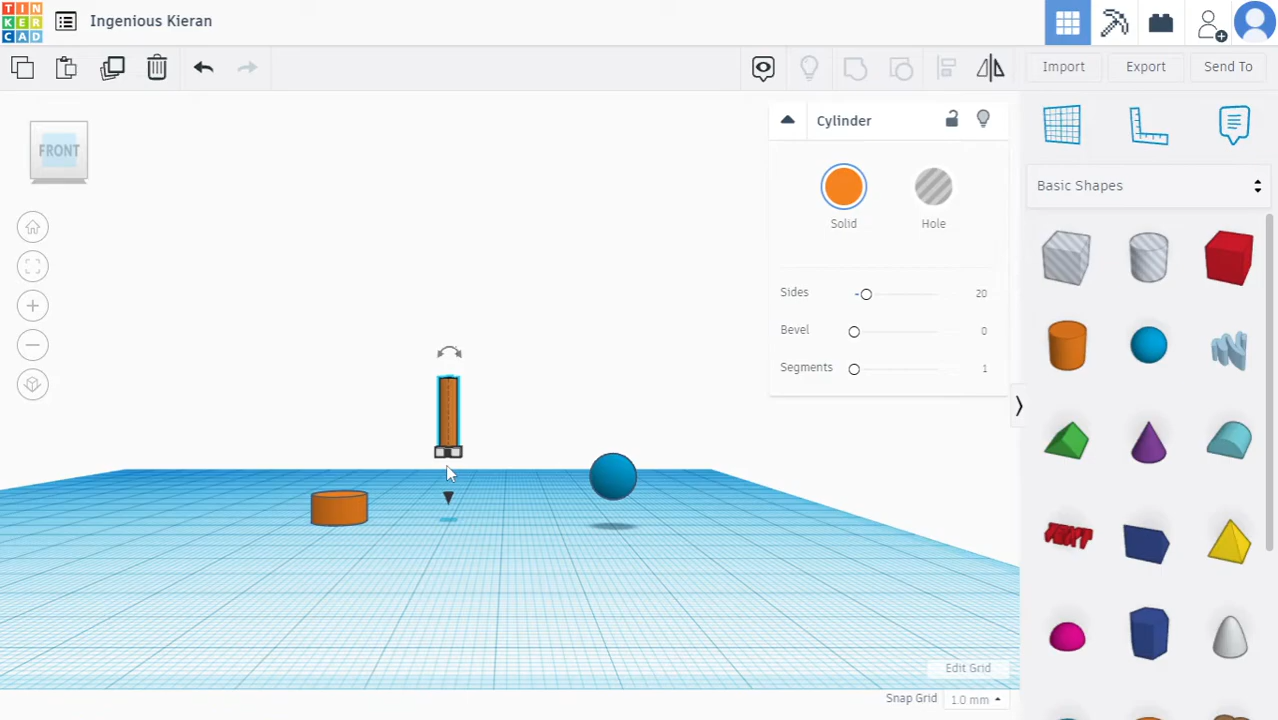 TIN
KER
CAD
Ingenious Kieran
Import
Export
Send To
FRONT
Cylinder
Solid
Hole
Sides
20
Bevel
0
Segments
1
Basic Shapes
TEXT
Edit Grid
Snap Grid
1.0 mm